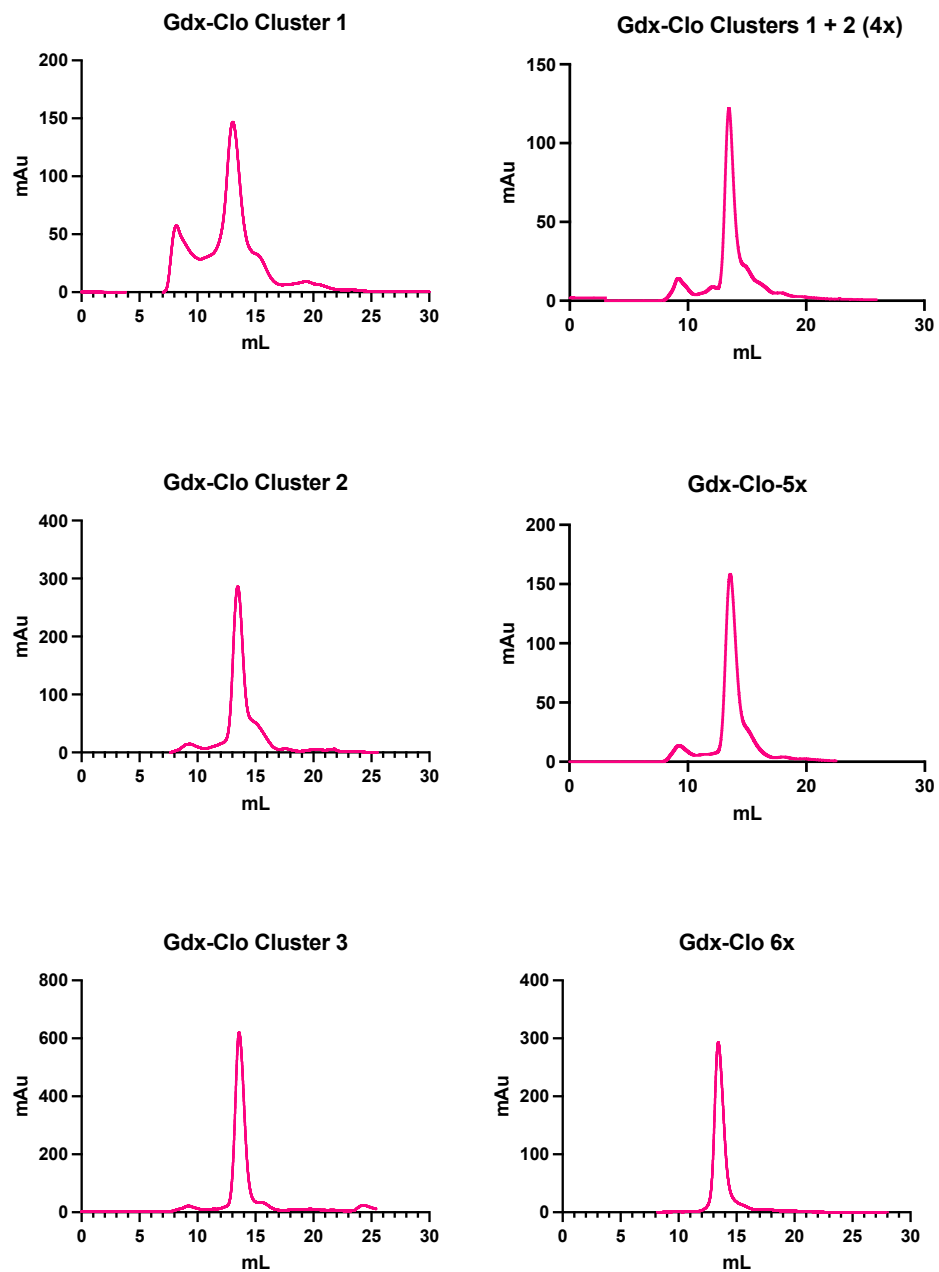 Gdx-Clo Cluster 1
200
150
100
50
0
mAu
0 5 10 15 20 25 30
mL
Gdx-Clo Clusters 1 + 2 (4x)
150
100
50
0
mAu
0 10 20 30
mL
Gdx-Clo Cluster 2
400
300
200
100
0
mAu
0 5 10 15 20 25 30
mL
Gdx-Clo-5x
200
150
100
50
0
mAu
0 10 20 30
mL
Gdx-Clo Cluster 3
800
600
400
200
0
mAu
0 5 10 15 20 25 30
mL
Gdx-Clo 6x
400
300
200
100
0
mAu
0 5 10 15 20 25 30
mL